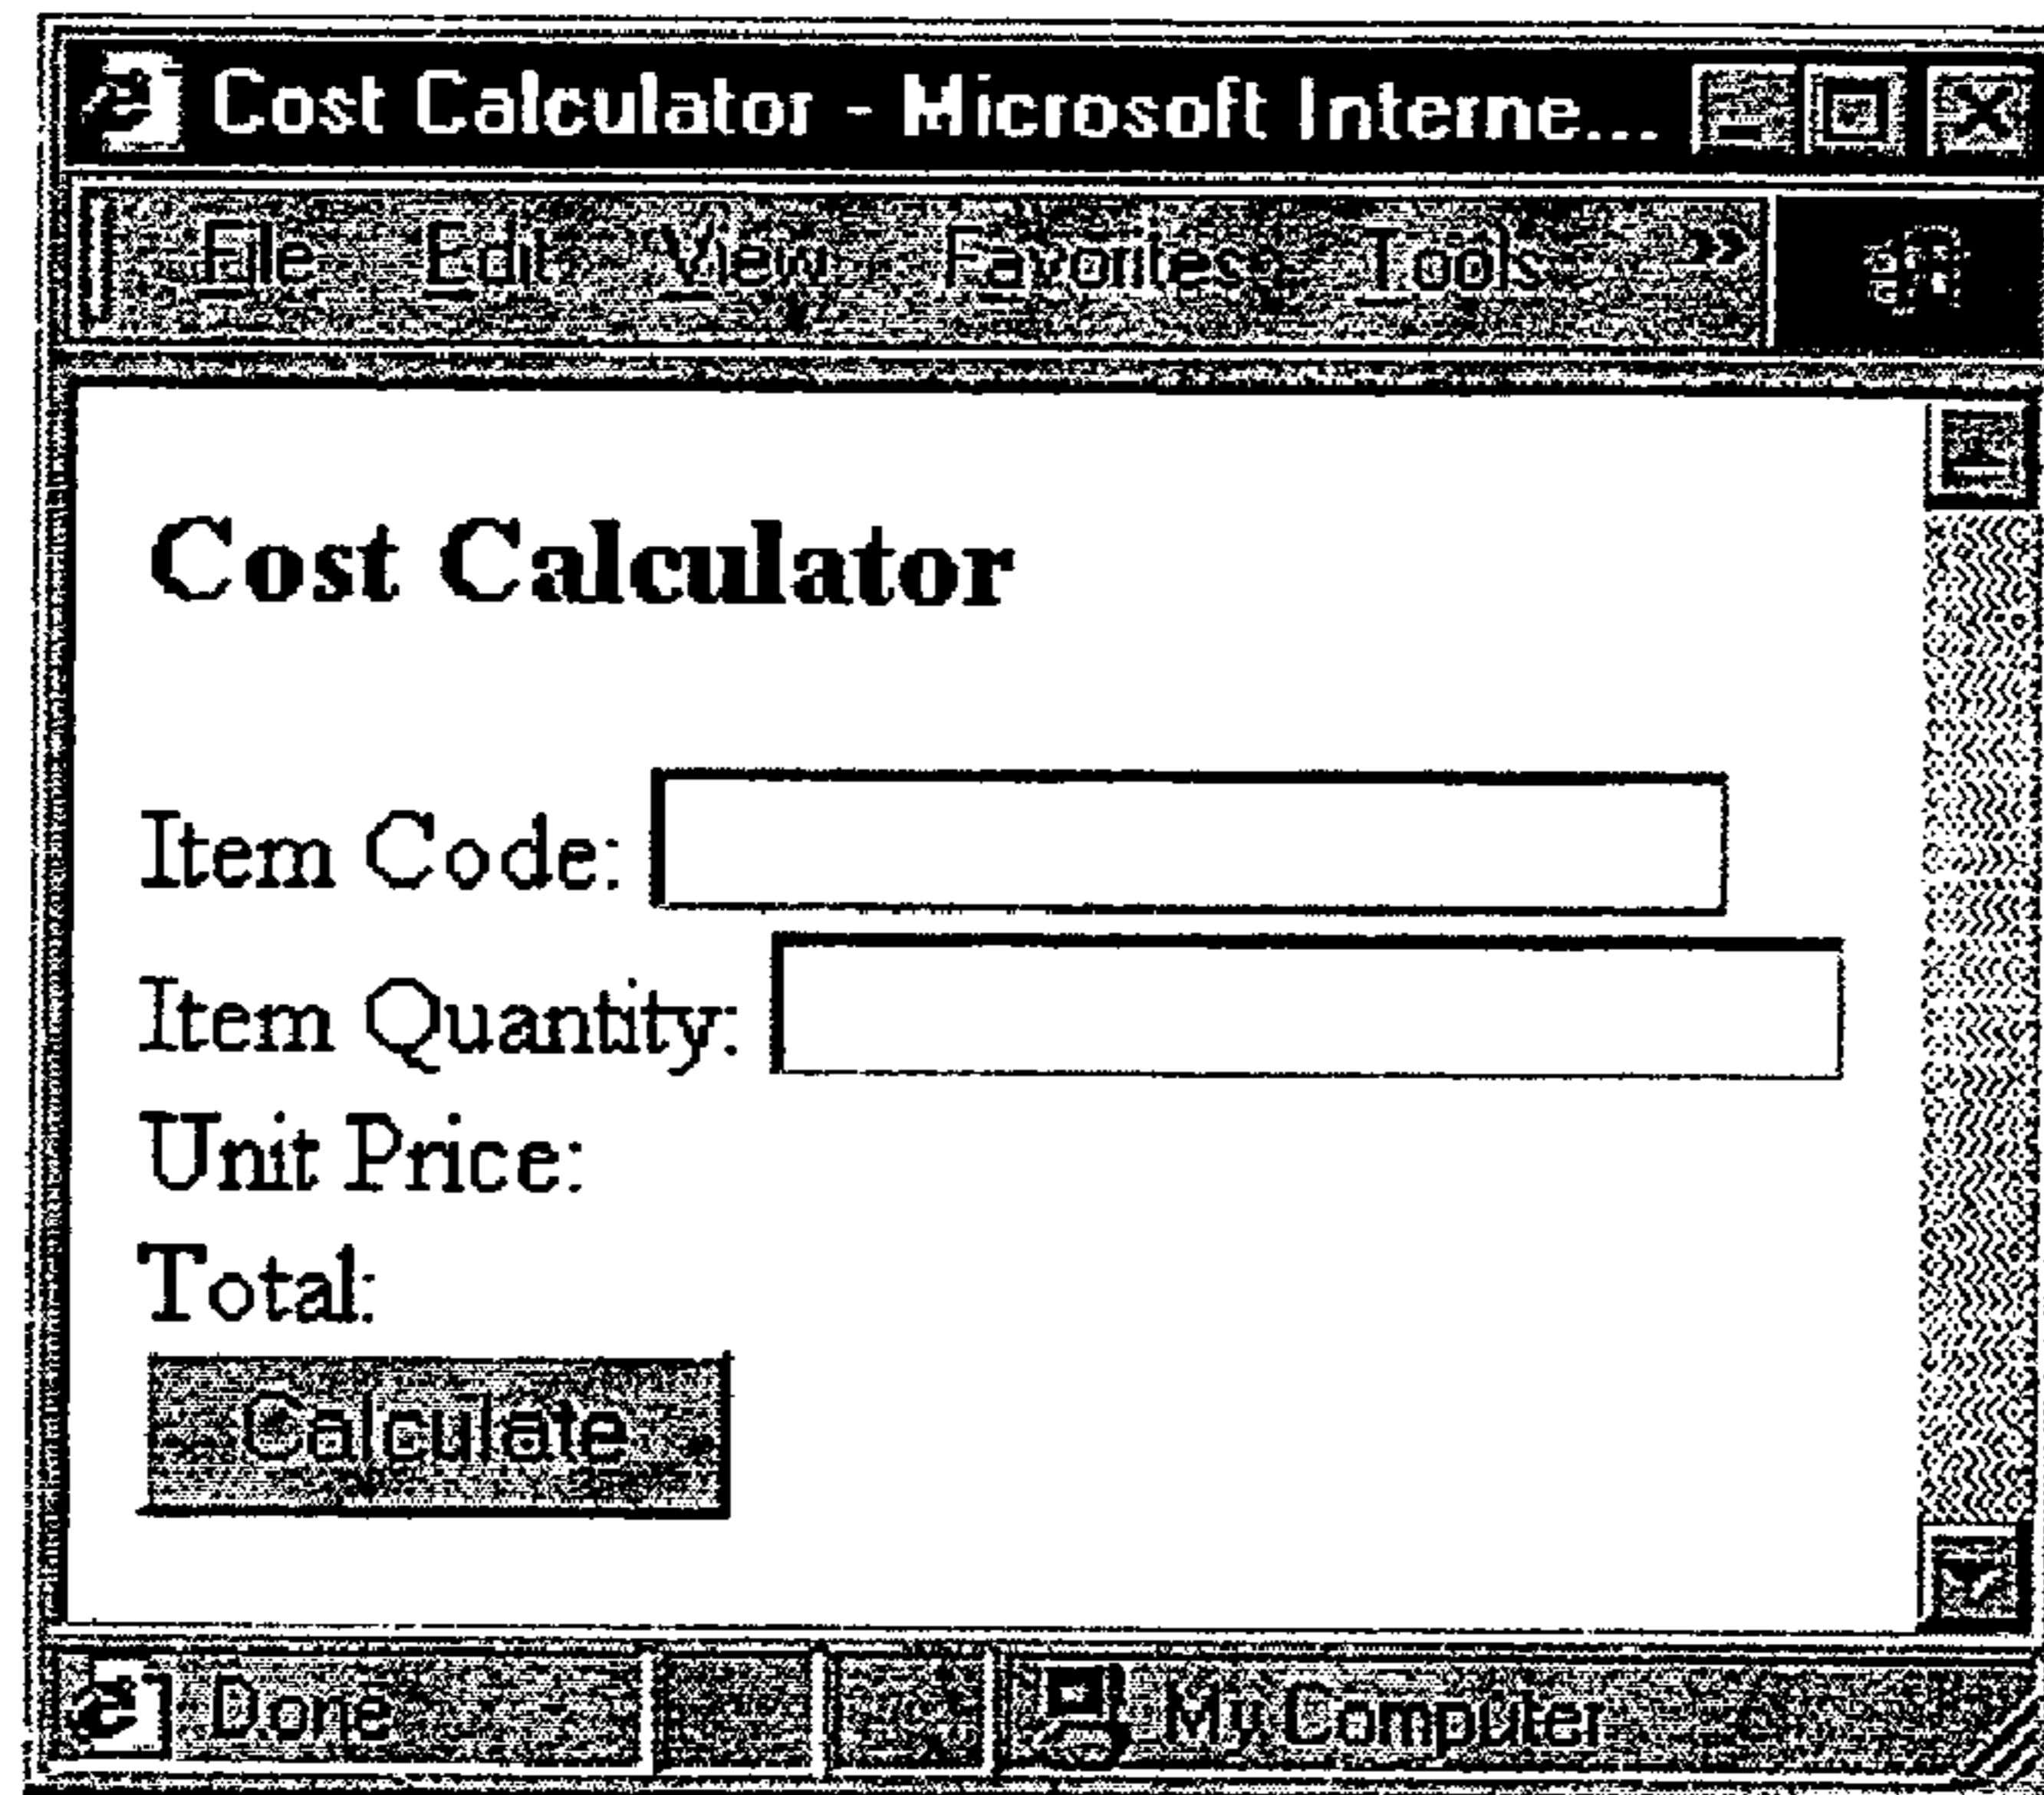 Cost Calculator - Microsoft Interne...
File Edit View Favorites Tools »
Cost Calculator
Item Code:
Item Quantity:
Unit Price:
Total:
Calculate
Done My Computer